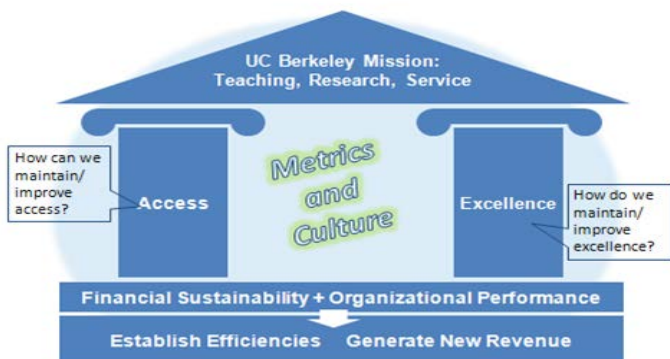 UC Berkeley Mission:
Teaching, Research, Service
How can we
maintain/
improve
access?
Access
Metrics
and
Culture
Excellence
How do we
maintain/
improve
excellence?
Financial Sustainability + Organizational Performance
Establish Efficiencies Generate New Revenue